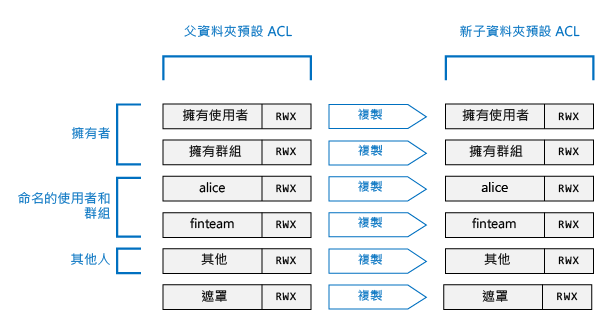 父資料夾預設 ACL
新子資料夾預設 ACL
擁有者
擁有使用者 RWX 複製 擁有使用者 RWX
擁有群組 RWX 複製 擁有群組 RWX
命名的使用者和
群組
alice RWX 複製 alice RWX
finteam RWX 複製 finteam RWX
其他人
其他 RWX 複製 其他 RWX
遮罩 RWX 複製 遮罩 RWX